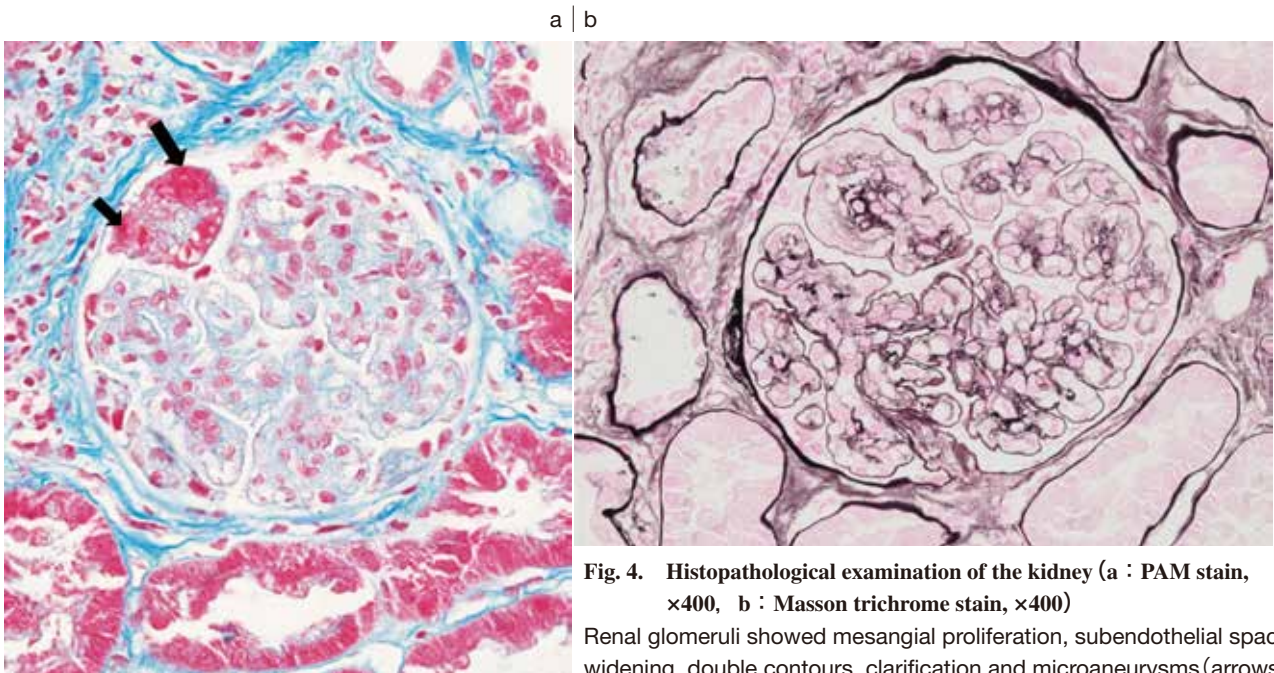 a | b
Fig. 4. Histopathological examination of the kidney (a：PAM stain,
×400, b：Masson trichrome stain, ×400)
Renal glomeruli showed mesangial proliferation, subendothelial
widening, double contours, clarification and microaneurysms (arrows